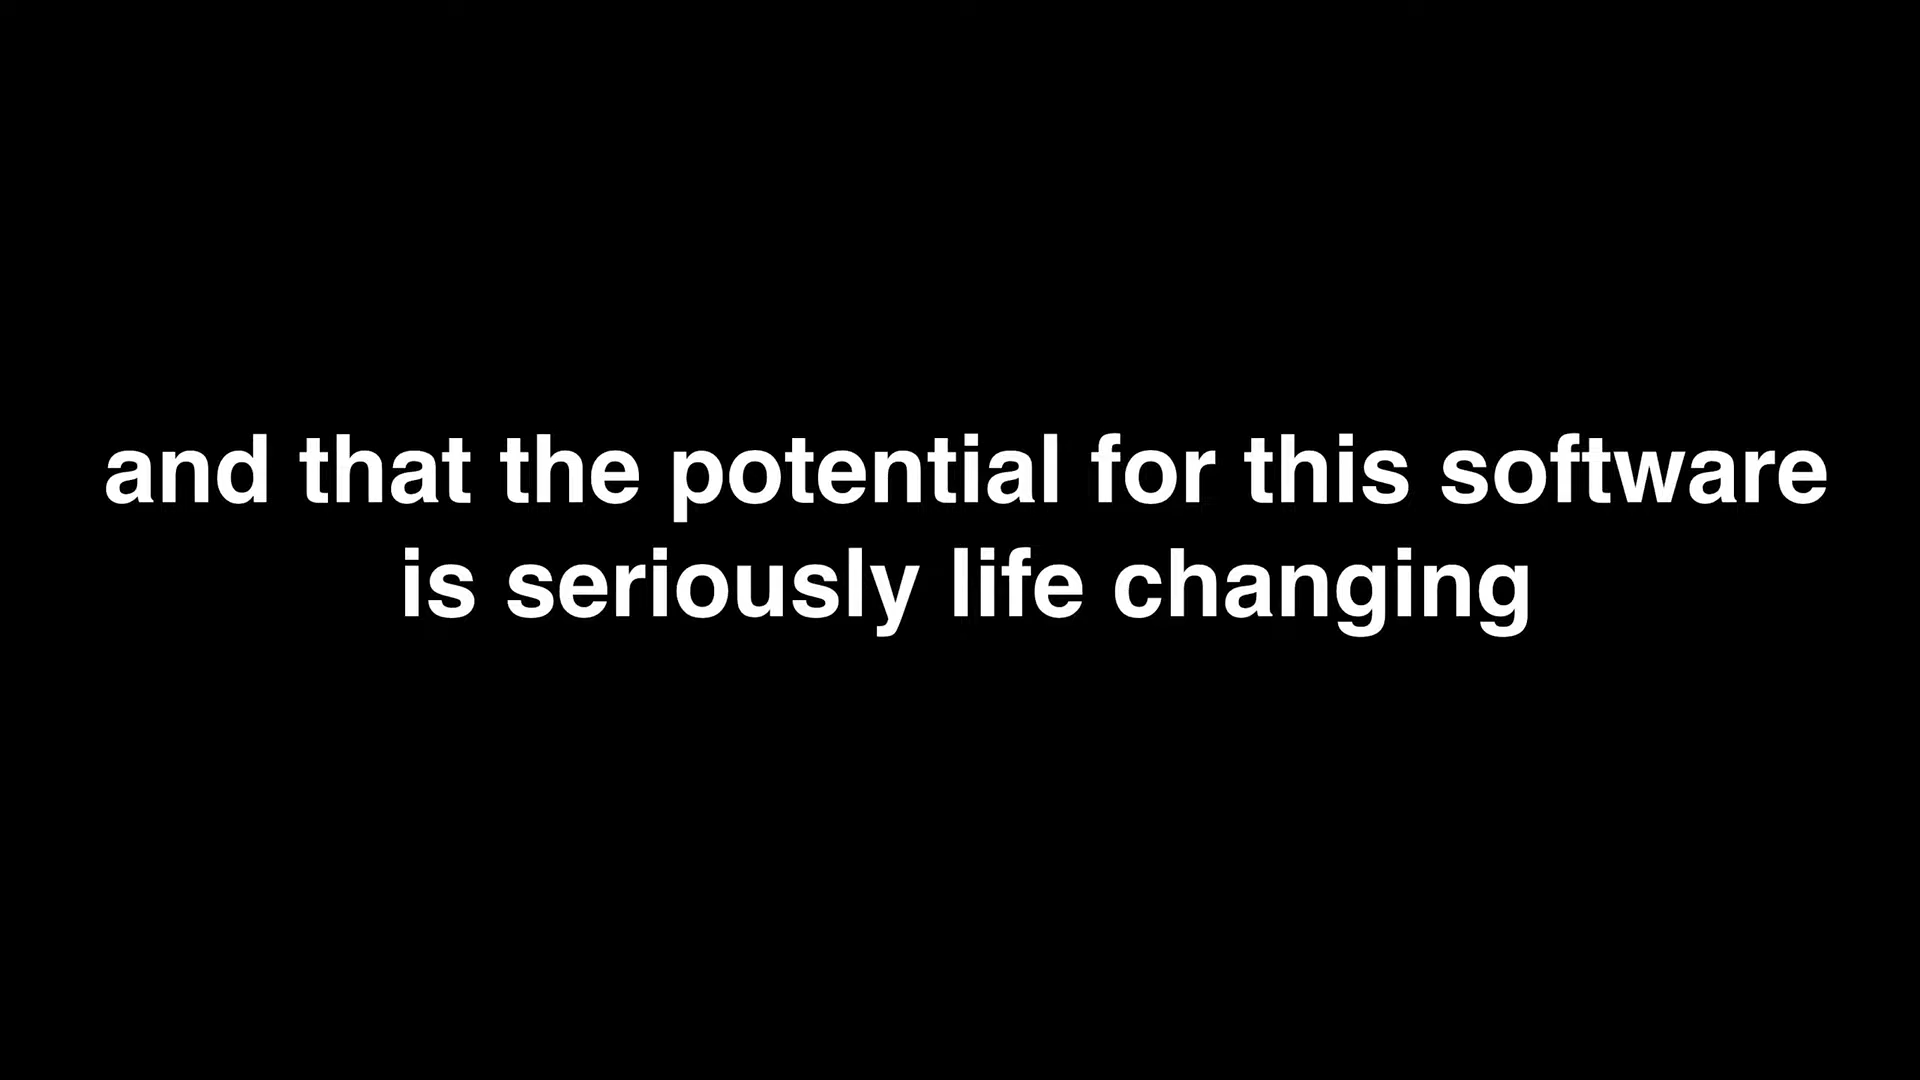 and that the potential for this software
is seriously life changing